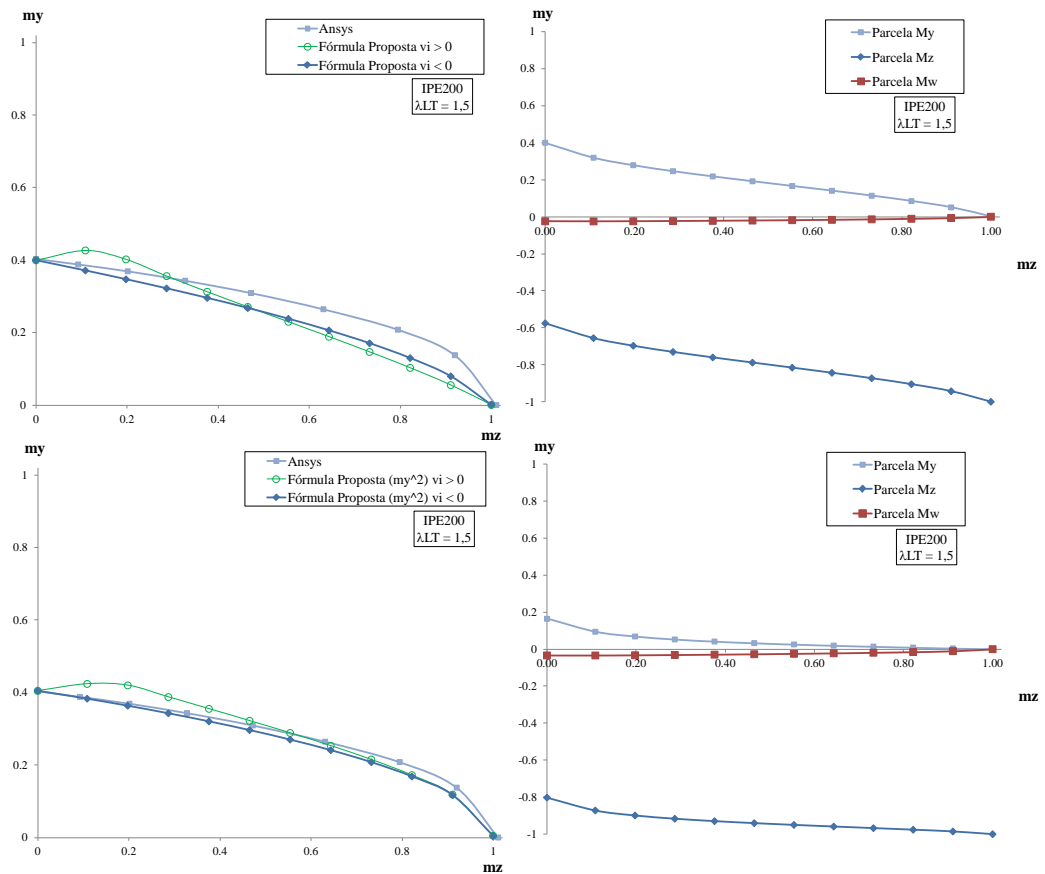 my
Ansys
Fórmula Proposta vi > 0
Fórmula Proposta vi < 0
IPE200
λLT = 1,5
1
0.8
0.6
0.4
0.2
0
0
0.2
0.4
0.6
0.8
1
mz
my
Parcela My
Parcela Mz
Parcela Mw
IPE200
λLT = 1,5
1
0.8
0.6
0.4
0.2
0
-0.2
-0.4
-0.6
-0.8
-1
0.00
0.20
0.40
0.60
0.80
1.00
mz
my
Ansys
Fórmula Proposta (my^2) vi > 0
Fórmula Proposta (my^2) vi < 0
IPE200
λLT = 1,5
1
0.8
0.6
0.4
0.2
0
0
0.2
0.4
0.6
0.8
1
mz
my
Parcela My
Parcela Mz
Parcela Mw
IPE200
λLT = 1,5
1
0.8
0.6
0.4
0.2
0
-0.2
-0.4
-0.6
-0.8
-1
0.00
0.20
0.40
0.60
0.80
1.00
mz